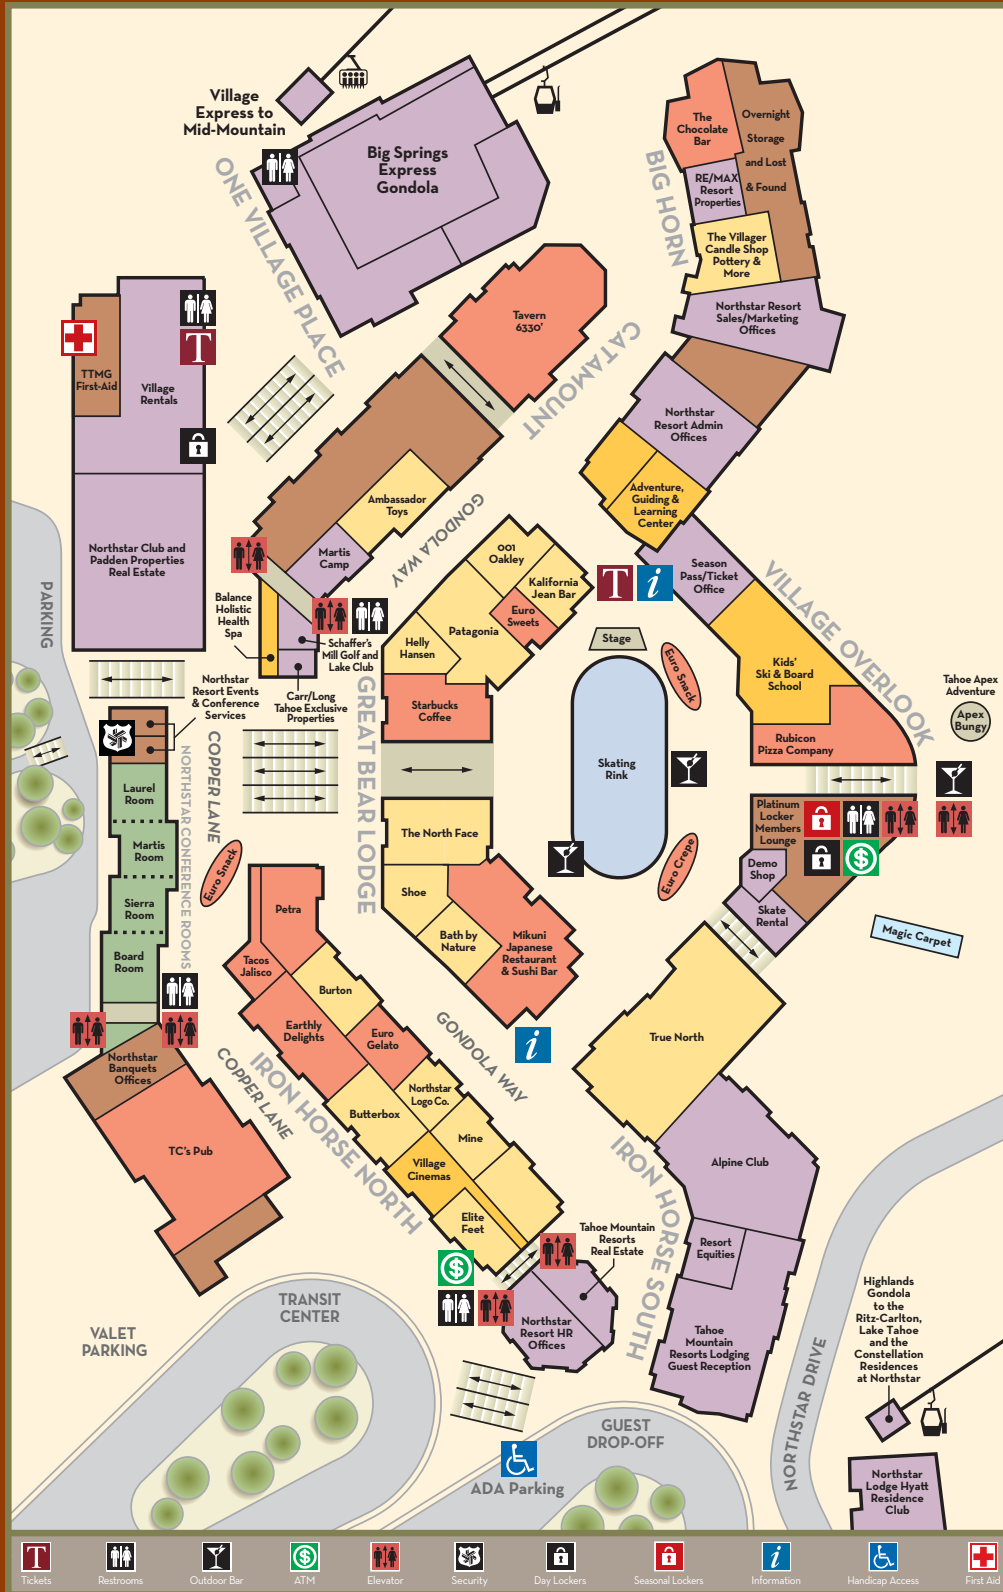 Village
Express to
Mid-Mountain
Big Springs
Express
Gondola
ONE VILLAGE PLACE
The
Chocolate
Bar
Overnight
Storage
and Lost
& Found
RE/MAX
Resort
Properties
BIG HORN
The Villager
Candle Shop
Pottery &
More
Northstar Resort
Sales/Marketing
Offices
Tavern
6330'
CATAMOUNT
T
TTMG
First-Aid
Village
Rentals
Northstar
Resort Admin
Offices
Adventure,
Guiding &
Learning
Center
Ambassador
Toys
GONDOLA WAY
Martis
Camp
Northstar Club and
Padden Properties
Real Estate
PARKING
001
Oakley
Kalifornia
Jean Bar
Euro
Sweets
Patagonia
Helly
Hansen
T
i
Season
Pass/Ticket
Office
VILLAGE OVERLOOK
Balance
Holistic
Health
Spa
Schaffer's
Mill Golf and
Lake Club
Carr/Long
Tahoe Exclusive
Properties
Stage
Euro Snack
Kids'
Ski & Board
School
Tahoe Apex
Adventure
Apex
Bungy
Northstar
Resort Events
& Conference
Services
GREAT BEAR LODGE
Starbucks
Coffee
Rubicon
Pizza Company
Skating
Rink
COPPER LANE
NORTHSTAR CONFERENCE ROOMS
Laurel
Room
Martis
Room
Sierra
Room
Board
Room
Euro Snack
The North Face
Shoe
Bath by
Nature
Mikuni
Japanese
Restaurant
& Sushi Bar
Euro Crepe
Platinum
Locker
Members
Lounge
$
Demo
Shop
Skate
Rental
Magic Carpet
Petra
Tacos
Jalisco
Burton
Earthly
Delights
Euro
Gelato
GONDOLA WAY
i
True North
Northstar
Banquets
Offices
COPPER LANE
IRON HORSE NORTH
Northstar
Logo Co.
Butterbox
Mine
TC's Pub
Village
Cinemas
Elite
Feet
IRON HORSE SOUTH
Alpine Club
Resort
Equities
Tahoe Mountain
Resorts
Real Estate
$
Northstar
Resort HR
Offices
Tahoe
Mountain
Resorts Lodging
Guest Reception
Highlands
Gondola
to the
Ritz-Carlton,
Lake Tahoe
and the
Constellation
Residences
at Northstar
TRANSIT
CENTER
VALET
PARKING
NORTHSTAR DRIVE
GUEST
DROP-OFF
ADA Parking
Northstar
Lodge Hyatt
Residence
Club
T
$
i
Tickets
Restrooms
Outdoor Bar
ATM
Elevator
Security
Day Lockers
Seasonal Lockers
Information
Handicap Access
First Aid